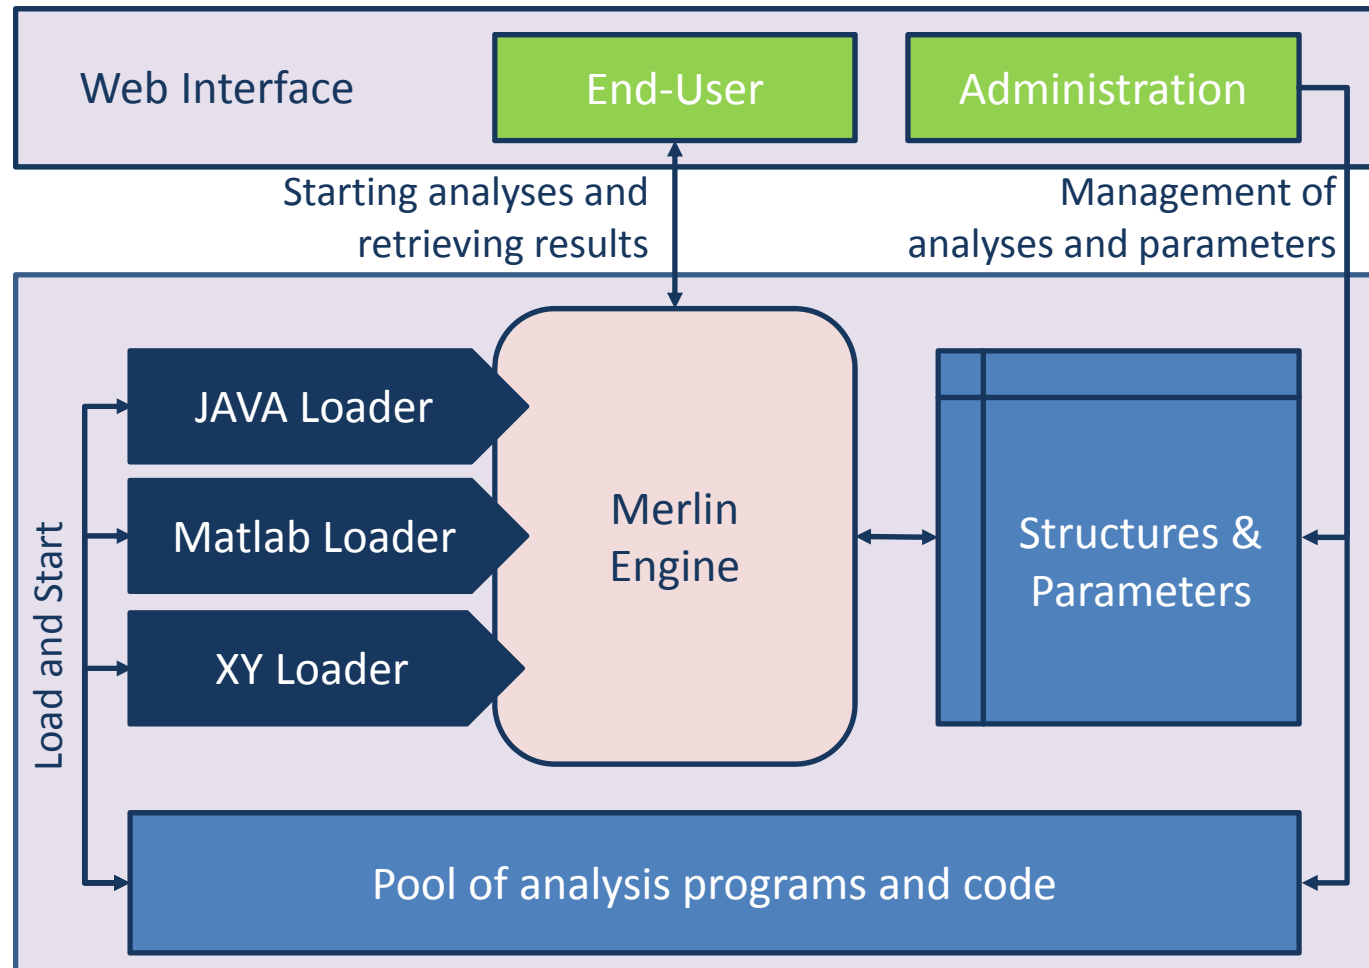 Web Interface
End-User
Administration
Starting analyses and
retrieving results
Management of
analyses and parameters
Load and Start
JAVA Loader
Matlab Loader
XY Loader
Merlin
Engine
Structures &
Parameters
Pool of analysis programs and code